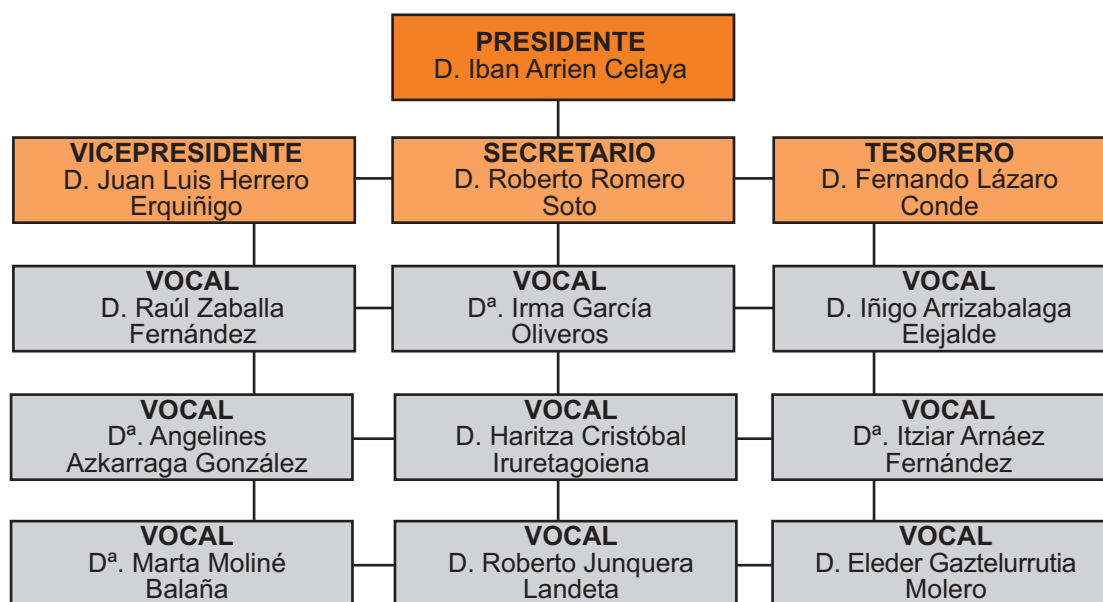 PRESIDENTE
D. Iban Arrien Celaya
VICEPRESIDENTE
D. Juan Luis Herrero
Erquiñigo
SECRETARIO
D. Roberto Romero
Soto
TESORERO
D. Fernando Lázaro
Conde
VOCAL
D. Raúl Zaballa
Fernández
VOCAL
Dª. Irma García
Oliveros
VOCAL
D. Iñigo Arrizabalaga
Elejalde
VOCAL
Dª. Angelines
Azkarraga González
VOCAL
D. Haritza Cristóbal
Iruretagoiena
VOCAL
Dª. Itziar Arnáez
Fernández
VOCAL
Dª. Marta Moliné
Balaña
VOCAL
D. Roberto Junquera
Landeta
VOCAL
D. Eleder Gaztelurrutia
Molero